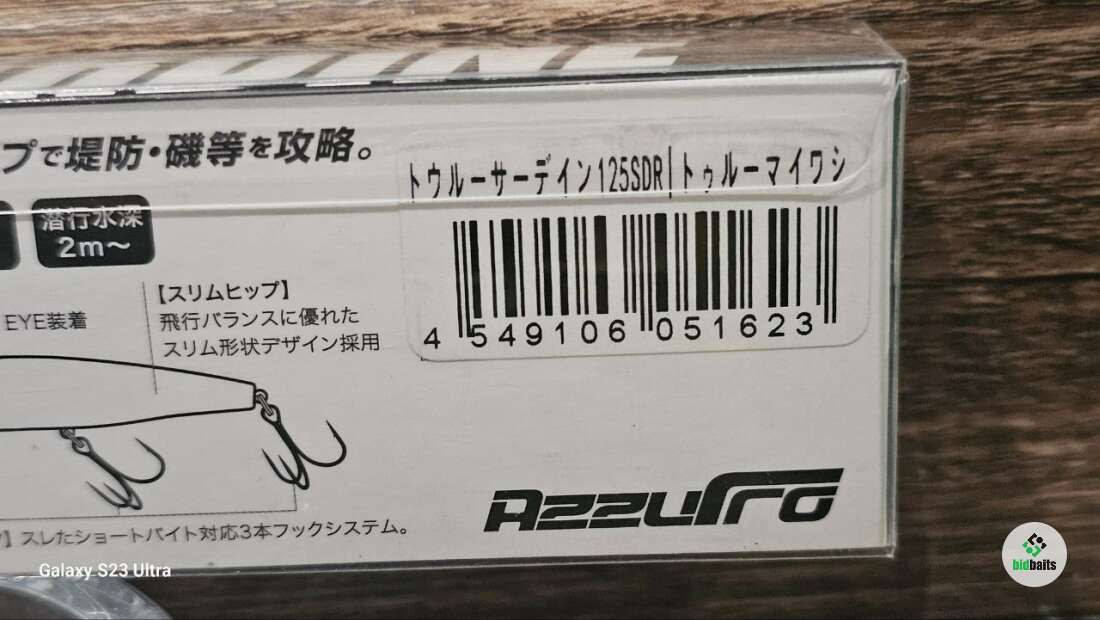 プで堤防・磯等を攻略。
トウルーサーデイン125SDR|トゥルーマイワシ
潜行水深
2m～
4 549106 051623
【スリムヒップ】
EYE装着
飛行バランスに優れた
スリム形状デザイン採用
スレたショートバイト対応3本フックシステム。
Azzurro
Galaxy S23 Ultra
bidbaits